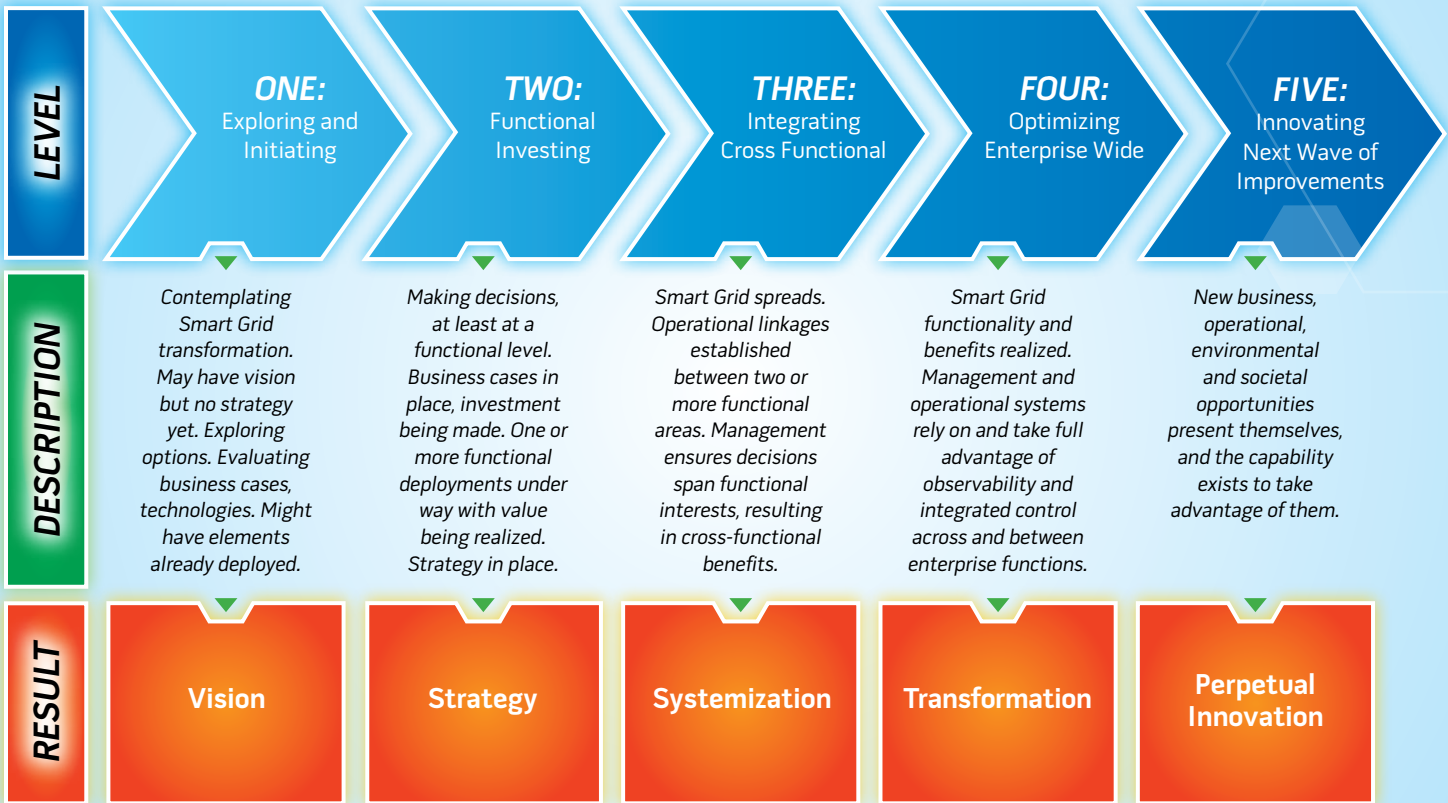 LEVEL
ONE:
Exploring and
Initiating
TWO:
Functional
Investing
THREE:
Integrating
Cross Functional
FOUR:
Optimizing
Enterprise Wide
FIVE:
Innovating
Next Wave of
Improvements
DESCRIPTION
Contemplating
Smart Grid
transformation.
May have vision
but no strategy
yet. Exploring
options. Evaluating
business cases,
technologies. Might
have elements
already deployed.
Making decisions,
at least at a
functional level.
Business cases in
place, investment
being made. One or
more functional
deployments under
way with value
being realized.
Strategy in place.
Smart Grid spreads.
Operational linkages
established
between two or
more functional
areas. Management
ensures decisions
span functional
interests, resulting
in cross-functional
benefits.
Smart Grid
functionality and
benefits realized.
Management and
operational systems
rely on and take full
advantage of
observability and
integrated control
across and between
enterprise functions.
New business,
operational,
environmental
and societal
opportunities
present themselves,
and the capability
exists to take
advantage of them.
RESULT
Vision
Strategy
Systemization
Transformation
Perpetual
Innovation